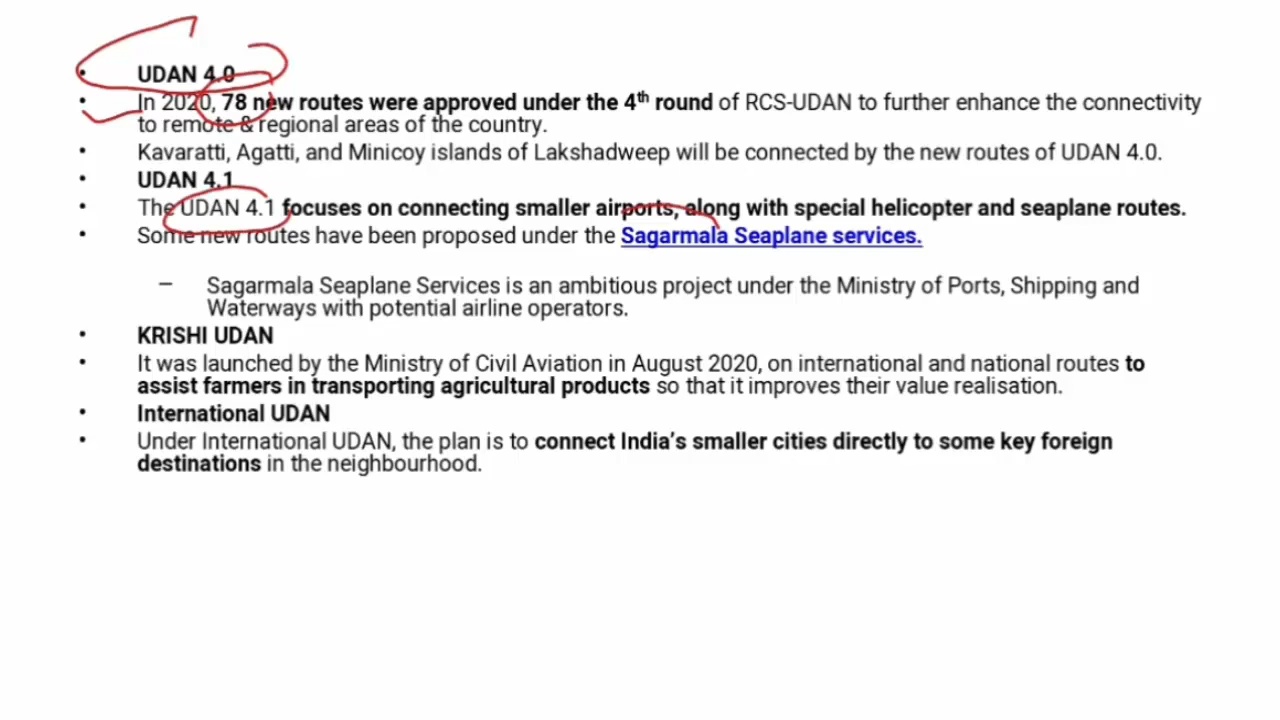 • UDAN 4.0
• In 2020, 78 new routes were approved under the 4th round of RCS-UDAN to further enhance the connectivity
to remote & regional areas of the country.
• Kavaratti, Agatti, and Minicoy islands of Lakshadweep will be connected by the new routes of UDAN 4.0.
• UDAN 4.1
• The UDAN 4.1 focuses on connecting smaller airports, along with special helicopter and seaplane routes.
• Some new routes have been proposed under the Sagarmala Seaplane services.
– Sagarmala Seaplane Services is an ambitious project under the Ministry of Ports, Shipping and
Waterways with potential airline operators.
• KRISHI UDAN
• It was launched by the Ministry of Civil Aviation in August 2020, on international and national routes to
assist farmers in transporting agricultural products so that it improves their value realisation.
• International UDAN
• Under International UDAN, the plan is to connect India's smaller cities directly to some key foreign
destinations in the neighbourhood.